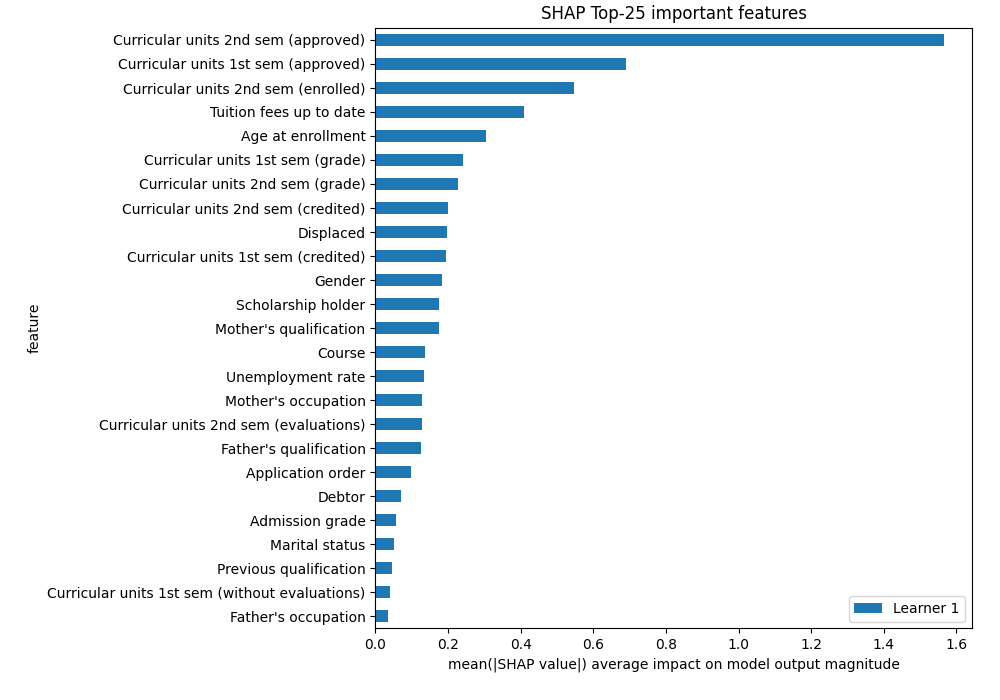 SHAP Top-25 important features
feature
Curricular units 2nd sem (approved)
Curricular units 1st sem (approved)
Curricular units 2nd sem (enrolled)
Tuition fees up to date
Age at enrollment
Curricular units 1st sem (grade)
Curricular units 2nd sem (grade)
Curricular units 2nd sem (credited)
Displaced
Curricular units 1st sem (credited)
Gender
Scholarship holder
Mother's qualification
Course
Unemployment rate
Mother's occupation
Curricular units 2nd sem (evaluations)
Father's qualification
Application order
Debtor
Admission grade
Marital status
Previous qualification
Curricular units 1st sem (without evaluations)
Father's occupation
Learner 1
0.0 0.2 0.4 0.6 0.8 1.0 1.2 1.4 1.6
mean(|SHAP value|) average impact on model output magnitude